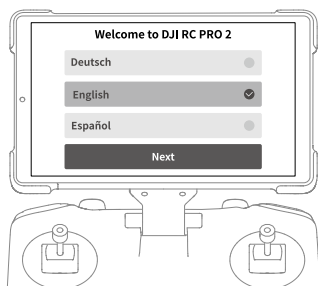 Welcome to DJI RC PRO 2
Deutsch
English
Español
Next